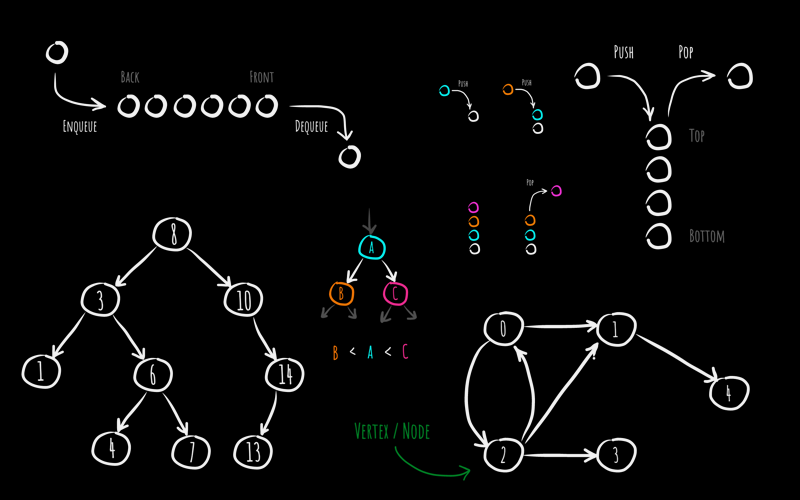 Back
Front
Enqueue
Dequeue
Push
Push
Pop
Push
Pop
Top
Bottom
8
3
10
1
6
14
4
7
13
A
B
C
B < A < C
0
1
4
2
3
Vertex / Node